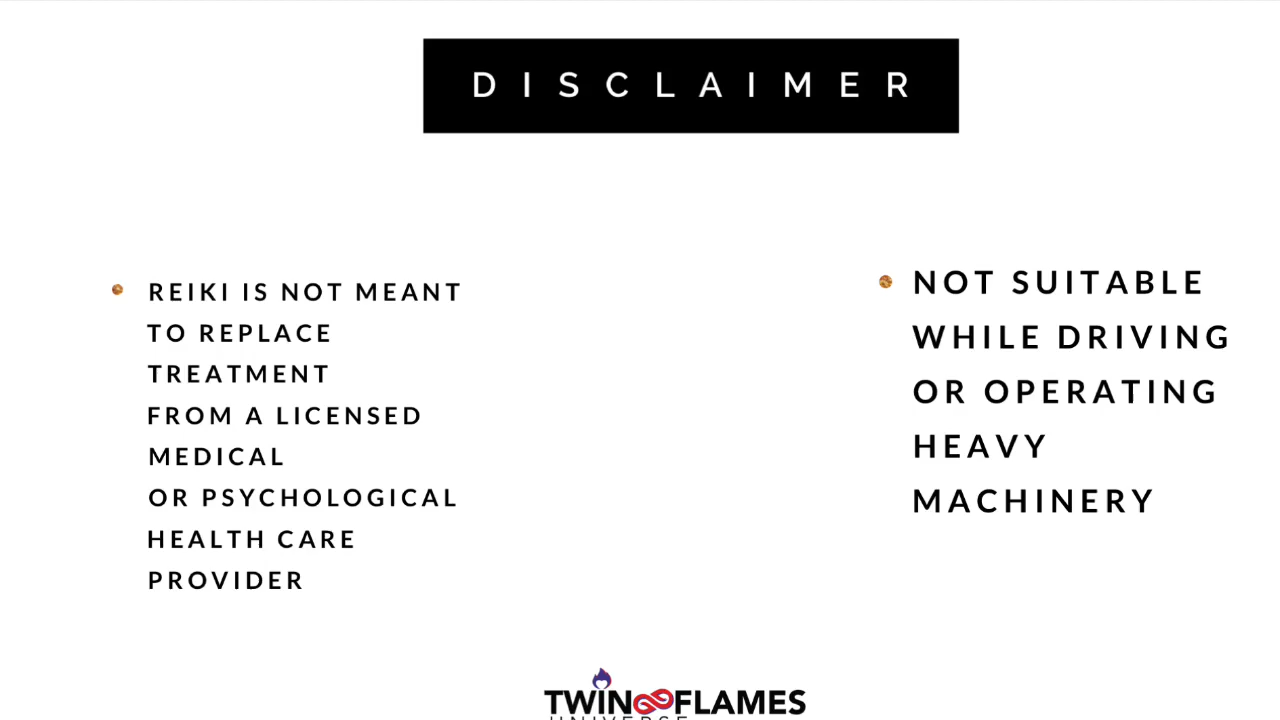 DISCLAIMER
REIKI IS NOT MEANT
TO REPLACE
TREATMENT
FROM A LICENSED
MEDICAL
OR PSYCHOLOGICAL
HEALTH CARE
PROVIDER
NOT SUITABLE
WHILE DRIVING
OR OPERATING
HEAVY
MACHINERY
TWIN FLAMES
UNIVERSE